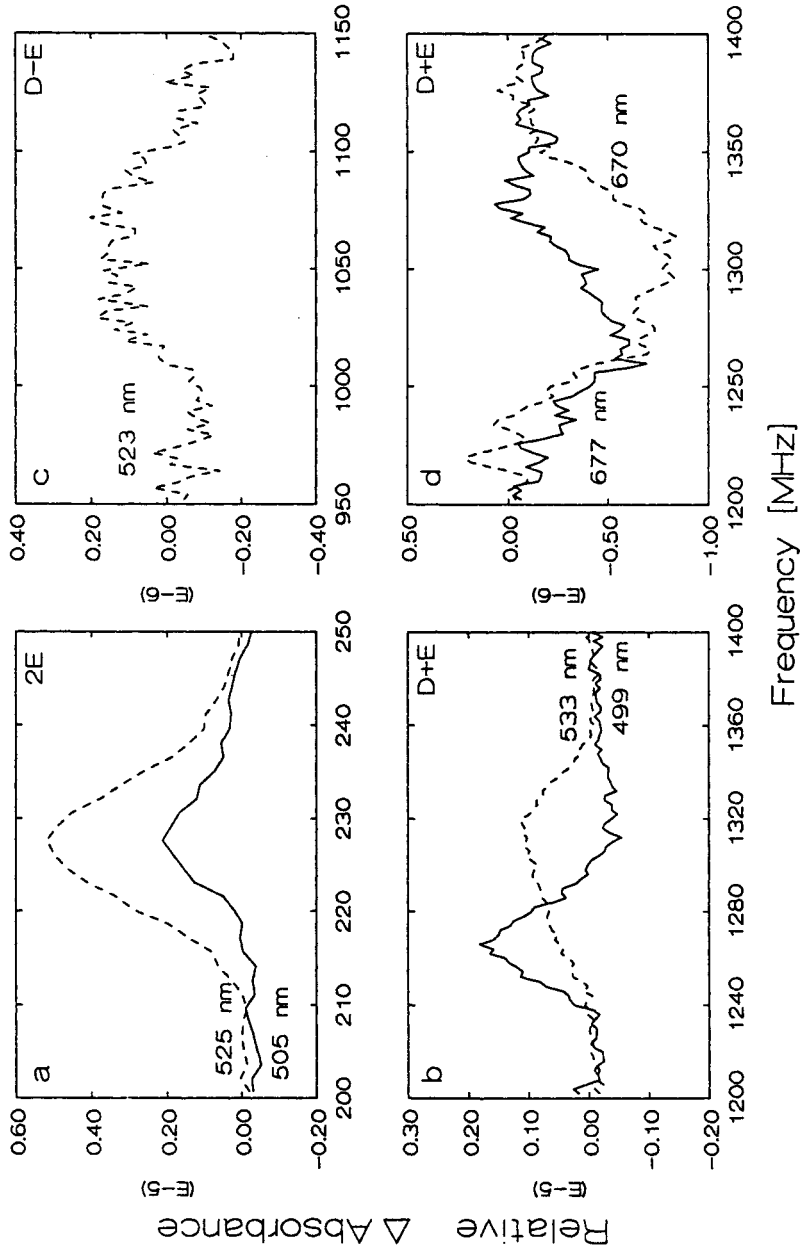 Relative Δ Absorbance
(E−5)
0.60
0.40
0.20
0.00
−0.20
a
2E
525 nm
505 nm
200
210
220
230
240
250
(E−6)
0.40
0.20
0.00
−0.20
−0.40
c
D−E
523 nm
950
1000
1050
1100
1150
(E−5)
0.30
0.20
0.10
0.00
−0.10
−0.20
b
D+E
533 nm
499 nm
1200
1240
1280
1320
1360
1400
(E−6)
0.50
0.00
−0.50
−1.00
d
D+E
677 nm
670 nm
1200
1250
1300
1350
1400
Frequency [MHz]